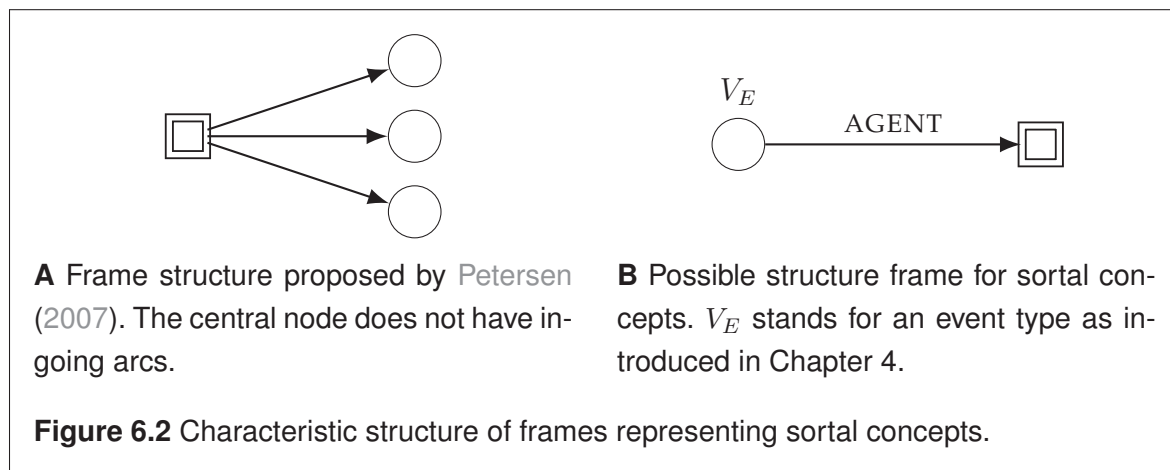 V_E
AGENT
A Frame structure proposed by Petersen
(2007). The central node does not have in-
going arcs.
B Possible structure frame for sortal con-
cepts. V_E stands for an event type as in-
troduced in Chapter 4.
Figure 6.2 Characteristic structure of frames representing sortal concepts.